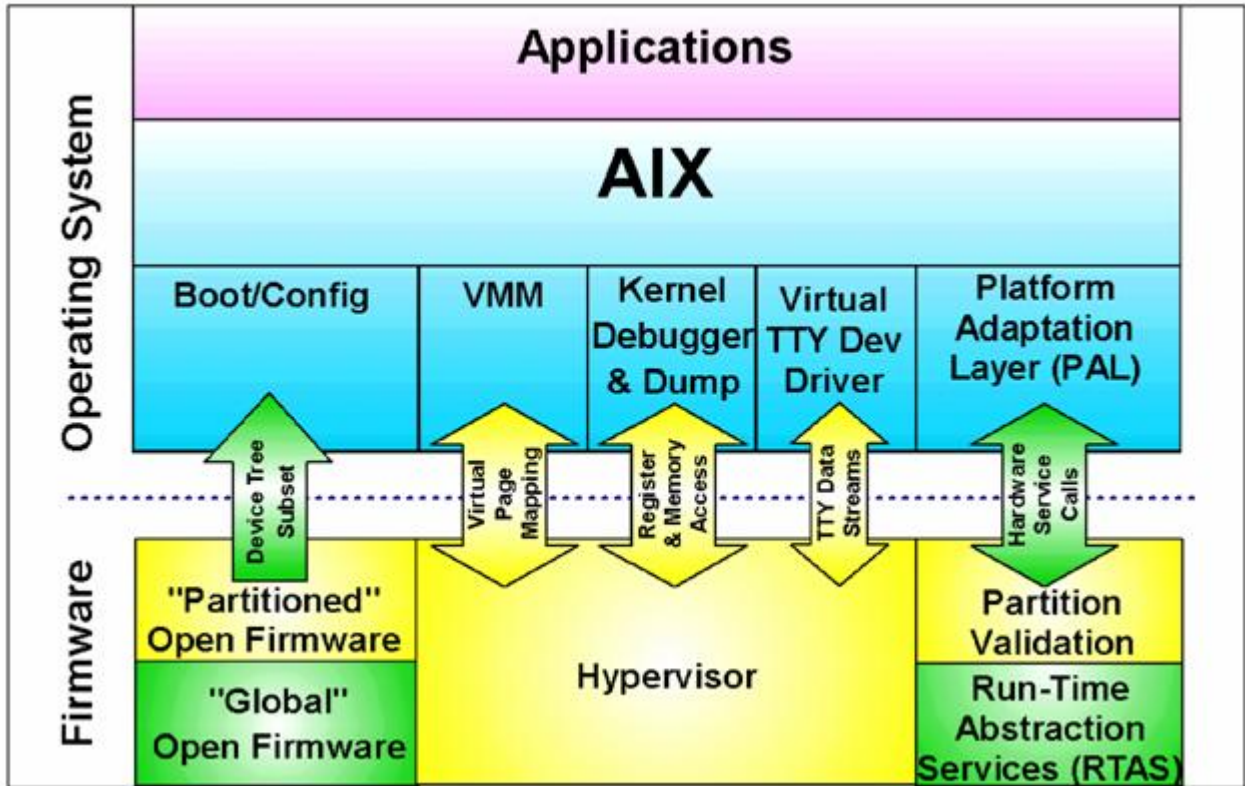 Operating System
Applications
AIX
Boot/Config
VMM
Kernel
Debugger
& Dump
Virtual
TTY Dev
Driver
Platform
Adaptation
Layer (PAL)
Device Tree
Subset
Virtual
Page
Mapping
Register
& Memory
Access
TTY Data
Streams
Hardware
Service
Calls
Firmware
"Partitioned"
Open Firmware
"Global"
Open Firmware
Hypervisor
Partition
Validation
Run-Time
Abstraction
Services (RTAS)